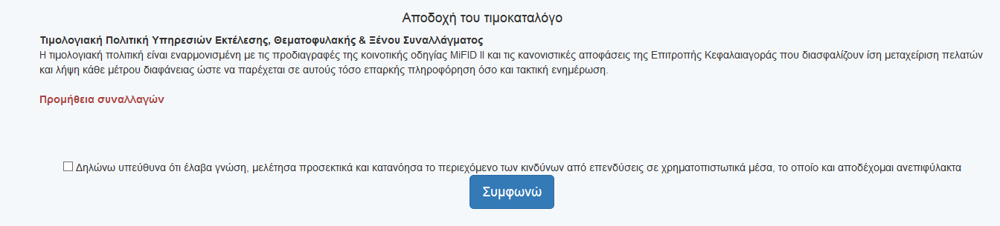 Αποδοχή του τιμοκαταλόγο
Τιμολογιακή Πολιτική Υπηρεσιών Εκτέλεσης, Θεματοφυλακής & Ξένου Συναλλάγματος
Η τιμολογιακή πολιτική είναι εναρμονισμένη με τις προδιαγραφές της κοινοτικής οδηγίας MiFID II και τις κανονιστικές αποφάσεις της Επιτροπής Κεφαλαιαγοράς που διασφαλίζουν ίση μεταχείριση πελατών
και λήψη κάθε μέτρου διαφάνειας ώστε να παρέχεται σε αυτούς τόσο επαρκής πληροφόρηση όσο και τακτική ενημέρωση.
Προμήθεια συναλλαγών
Δηλώνω υπεύθυνα ότι έλαβα γνώση, μελέτησα προσεκτικά και κατανόησα το περιεχόμενο των κινδύνων από επενδύσεις σε χρηματοπιστωτικά μέσα, το οποίο και αποδέχομαι ανεπιφύλακτα
Συμφωνώ